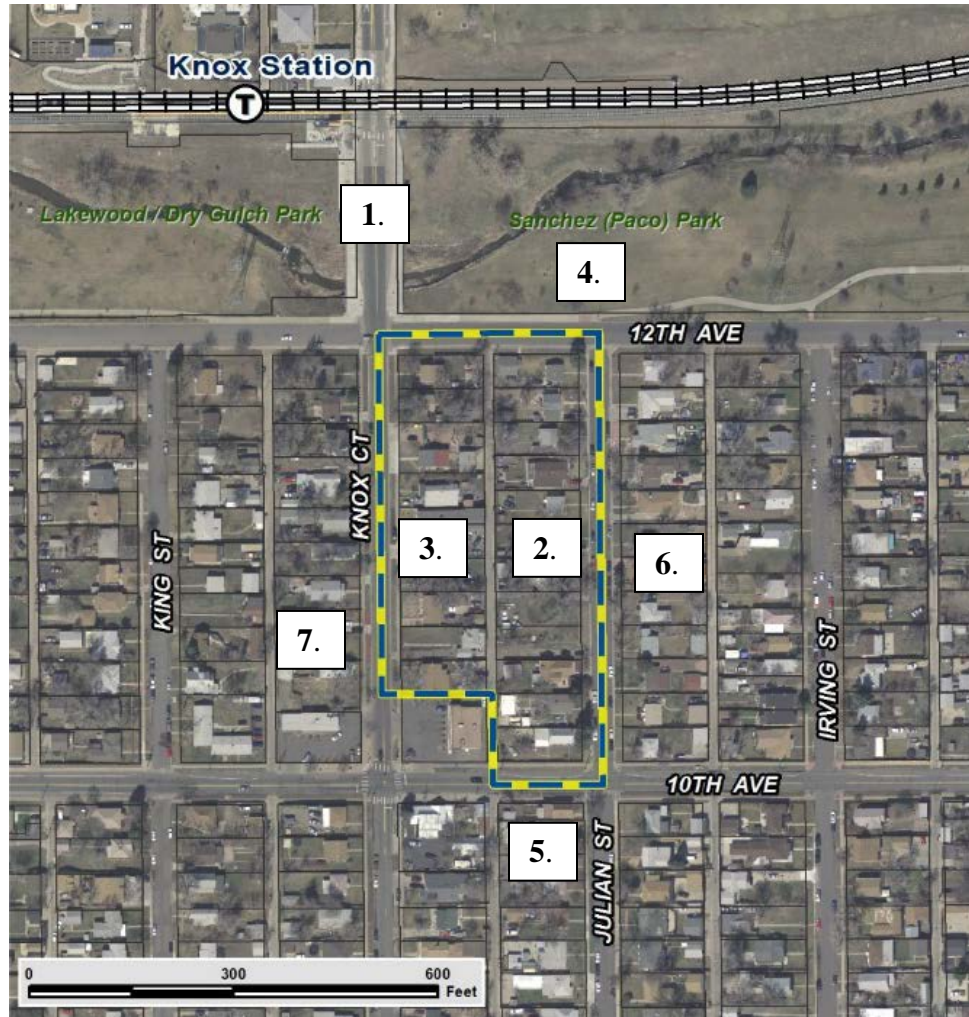 Knox Station
T
Lakewood / Dry Gulch Park
1.
Sanchez (Paco) Park
4.
12TH AVE
KNOX CT
3.
2.
6.
KING ST
7.
IRVING ST
10TH AVE
5.
JULIAN ST
0 300 600
Feet